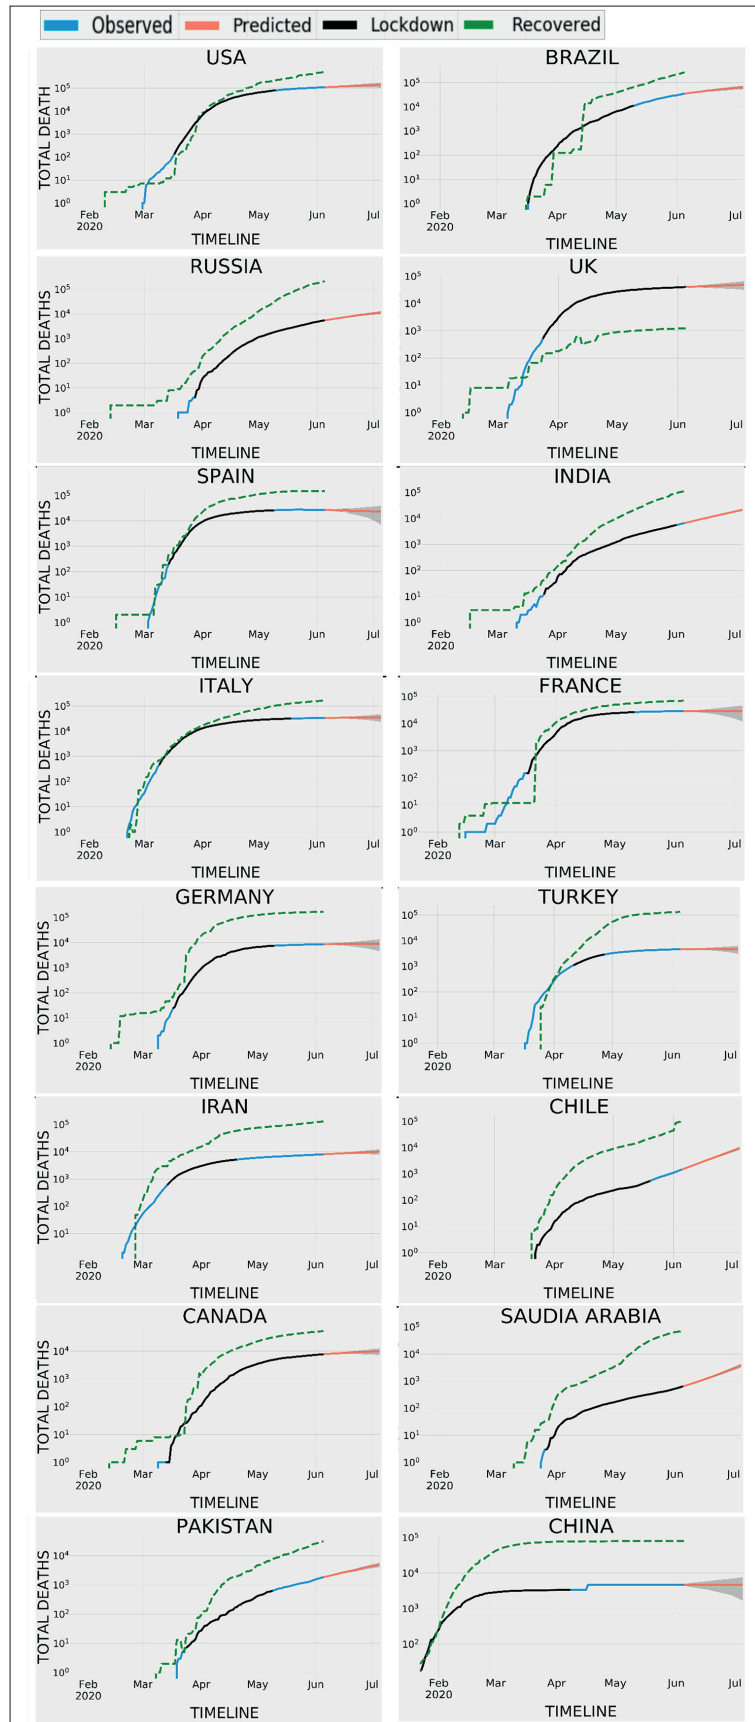 Observed Predicted Lockdown Recovered
USA
TOTAL DEATH
10⁵
10⁴
10³
10²
10¹
10⁰
Feb 2020 Mar Apr May Jun Jul
TIMELINE
BRAZIL
10⁵
10⁴
10³
10²
10¹
10⁰
Feb 2020 Mar Apr May Jun Jul
TIMELINE
RUSSIA
TOTAL DEATHS
10⁵
10⁴
10³
10²
10¹
10⁰
Feb 2020 Mar Apr May Jun Jul
TIMELINE
UK
10⁵
10⁴
10³
10²
10¹
10⁰
Feb 2020 Mar Apr May Jun Jul
TIMELINE
SPAIN
TOTAL DEATHS
10⁵
10⁴
10³
10²
10¹
10⁰
Feb 2020 Mar Apr May Jun Jul
TIMELINE
INDIA
10⁵
10⁴
10³
10²
10¹
10⁰
Feb 2020 Mar Apr May Jun Jul
TIMELINE
ITALY
TOTAL DEATHS
10⁵
10⁴
10³
10²
10¹
10⁰
Feb 2020 Mar Apr May Jun Jul
TIMELINE
FRANCE
10⁵
10⁴
10³
10²
10¹
10⁰
Feb 2020 Mar Apr May Jun Jul
TIMELINE
GERMANY
TOTAL DEATHS
10⁵
10⁴
10³
10²
10¹
10⁰
Feb 2020 Mar Apr May Jun Jul
TIMELINE
TURKEY
10⁵
10⁴
10³
10²
10¹
10⁰
Feb 2020 Mar Apr May Jun Jul
TIMELINE
IRAN
TOTAL DEATHS
10⁵
10⁴
10³
10²
10¹
Feb 2020 Mar Apr May Jun Jul
TIMELINE
CHILE
10⁵
10⁴
10³
10²
10¹
10⁰
Feb 2020 Mar Apr May Jun Jul
TIMELINE
CANADA
TOTAL DEATHS
10⁴
10³
10²
10¹
10⁰
Feb 2020 Mar Apr May Jun Jul
TIMELINE
SAUDIA ARABIA
10⁵
10⁴
10³
10²
10¹
10⁰
Feb 2020 Mar Apr May Jun Jul
TIMELINE
PAKISTAN
TOTAL DEATHS
10⁴
10³
10²
10¹
10⁰
Feb 2020 Mar Apr May Jun Jul
TIMELINE
CHINA
10⁵
10⁴
10³
10²
Feb 2020 Mar Apr May Jun Jul
TIMELINE